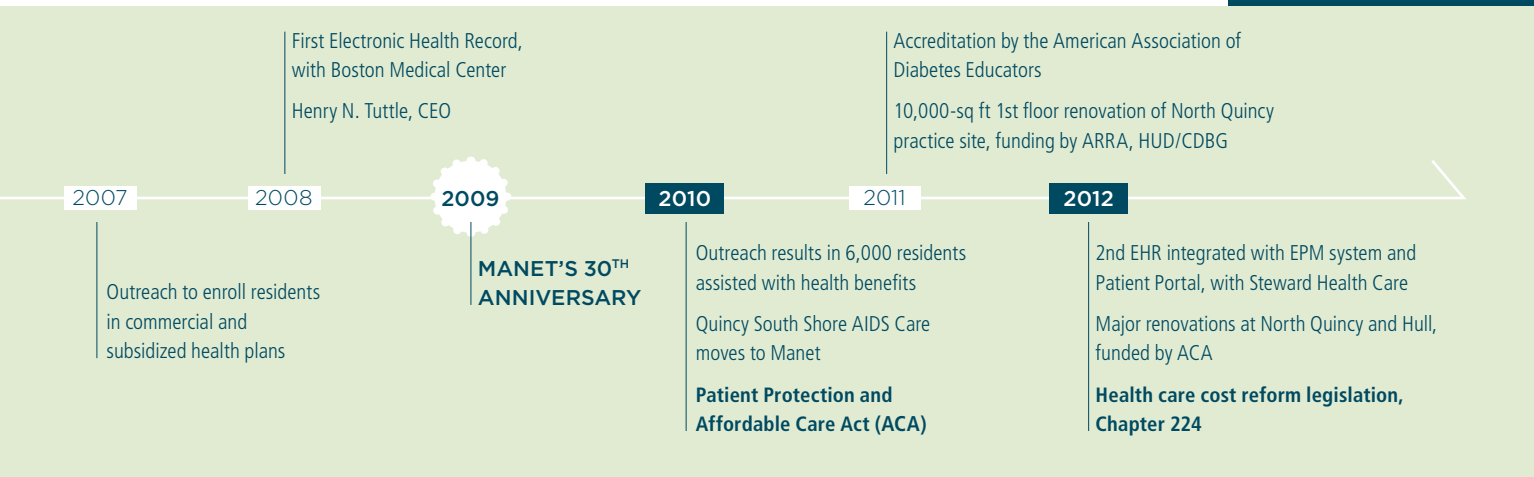 First Electronic Health Record,
with Boston Medical Center
Henry N. Tuttle, CEO
Accreditation by the American Association of
Diabetes Educators
10,000-sq ft 1st floor renovation of North Quincy
practice site, funding by ARRA, HUD/CDBG
2007
2008
2009
2010
2011
2012
Outreach to enroll residents
in commercial and
subsidized health plans
MANET’S 30TH
ANNIVERSARY
Outreach results in 6,000 residents
assisted with health benefits
Quincy South Shore AIDS Care
moves to Manet
Patient Protection and
Affordable Care Act (ACA)
2nd EHR integrated with EPM system and
Patient Portal, with Steward Health Care
Major renovations at North Quincy and Hull,
funded by ACA
Health care cost reform legislation,
Chapter 224